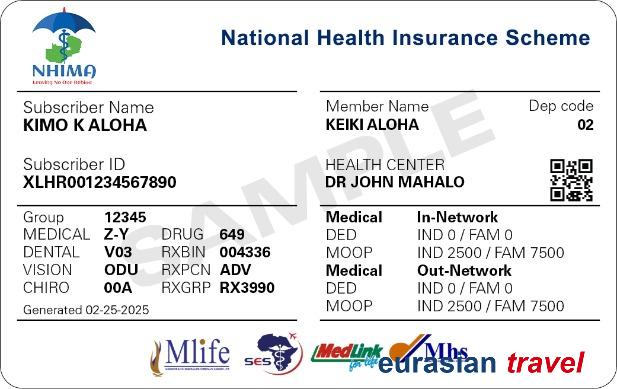 National Health Insurance Scheme
NHIMA
Leaving No One Behind
Subscriber Name
KIMO K ALOHA
Member Name Dep code
KEIKI ALOHA 02
Subscriber ID
XLHR001234567890
HEALTH CENTER
DR JOHN MAHALO
SAMPLE
Group 12345
MEDICAL Z-Y DRUG 649
DENTAL V03 RXBIN 004336
VISION ODU RXPCN ADV
CHIRO 00A RXGRP RX3990
Generated 02-25-2025
Medical In-Network
DED IND 0 / FAM 0
MOOP IND 2500 / FAM 7500
Medical Out-Network
DED IND 0 / FAM 0
MOOP IND 2500 / FAM 7500
Mlife
SES
MedLink
for life
Mhs
eurasian travel